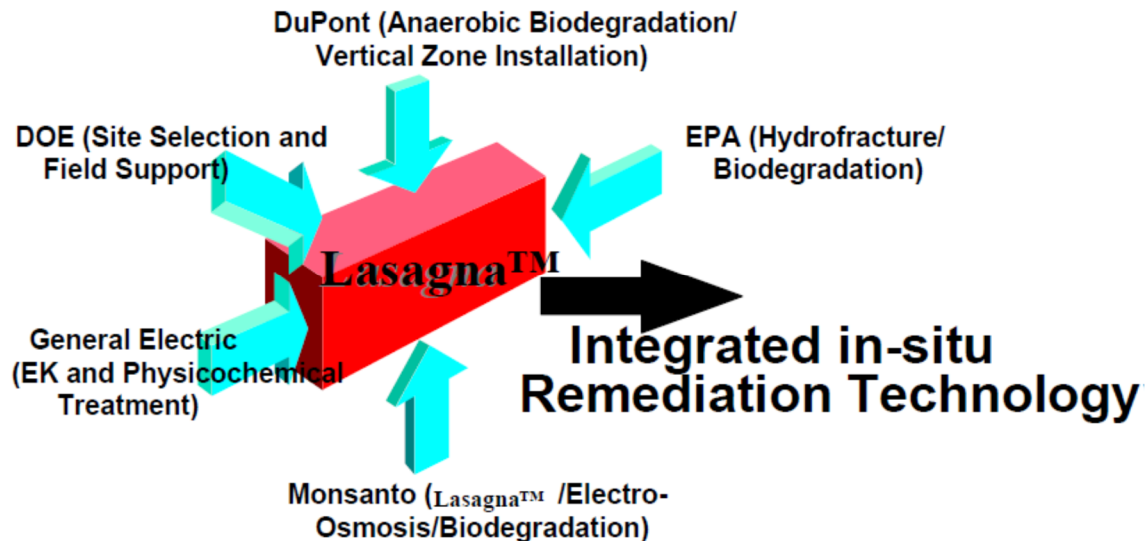 DuPont (Anaerobic Biodegradation/
Vertical Zone Installation)
DOE (Site Selection and
Field Support)
EPA (Hydrofracture/
Biodegradation)
Lasagna™
General Electric
(EK and Physicochemical
Treatment)
Integrated in-situ
Remediation Technology
Monsanto (Lasagna™ /Electro-
Osmosis/Biodegradation)